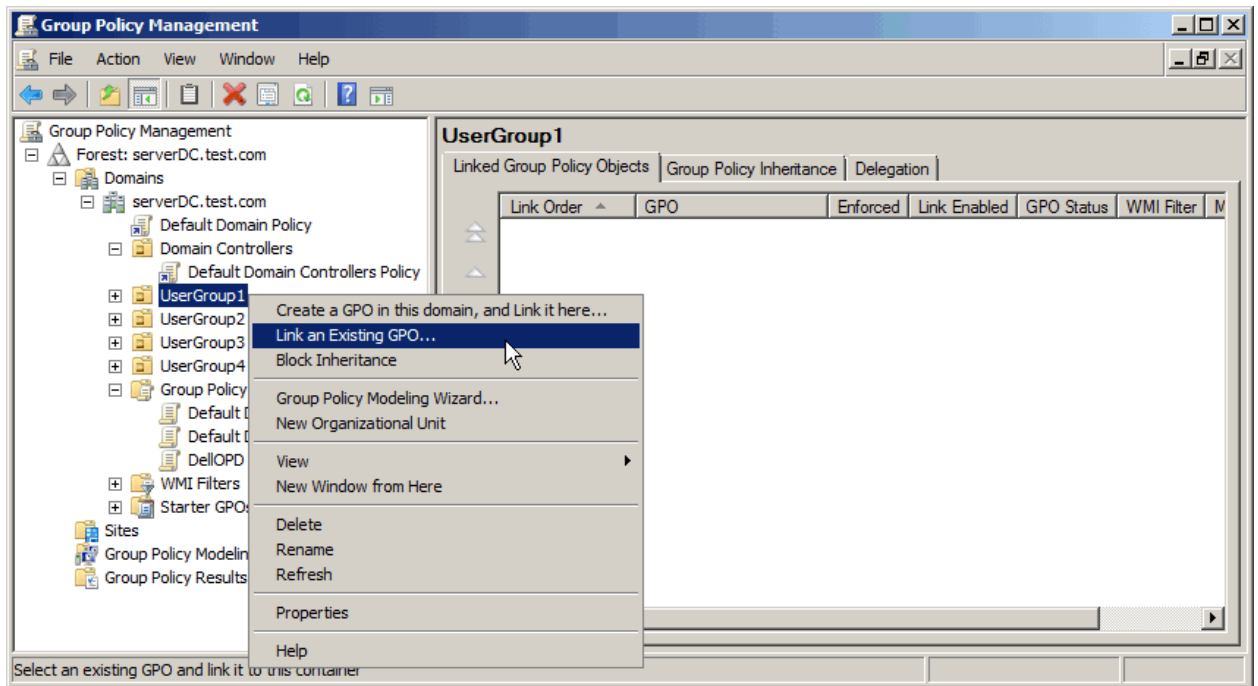 Group Policy Management
File Action View Window Help
Group Policy Management
Forest: serverDC.test.com
Domains
serverDC.test.com
Default Domain Policy
Domain Controllers
Default Domain Controllers Policy
UserGroup1
UserGroup2
UserGroup3
UserGroup4
Group Policy
Default
Default
DellOPD
WMI Filters
Starter GPOs
Sites
Group Policy Modelin
Group Policy Results
UserGroup1
Linked Group Policy Objects Group Policy Inheritance Delegation
Link Order GPO Enforced Link Enabled GPO Status WMI Filter M
Create a GPO in this domain, and Link it here...
Link an Existing GPO...
Block Inheritance
Group Policy Modeling Wizard...
New Organizational Unit
View
New Window from Here
Delete
Rename
Refresh
Properties
Help
Select an existing GPO and link it to this container